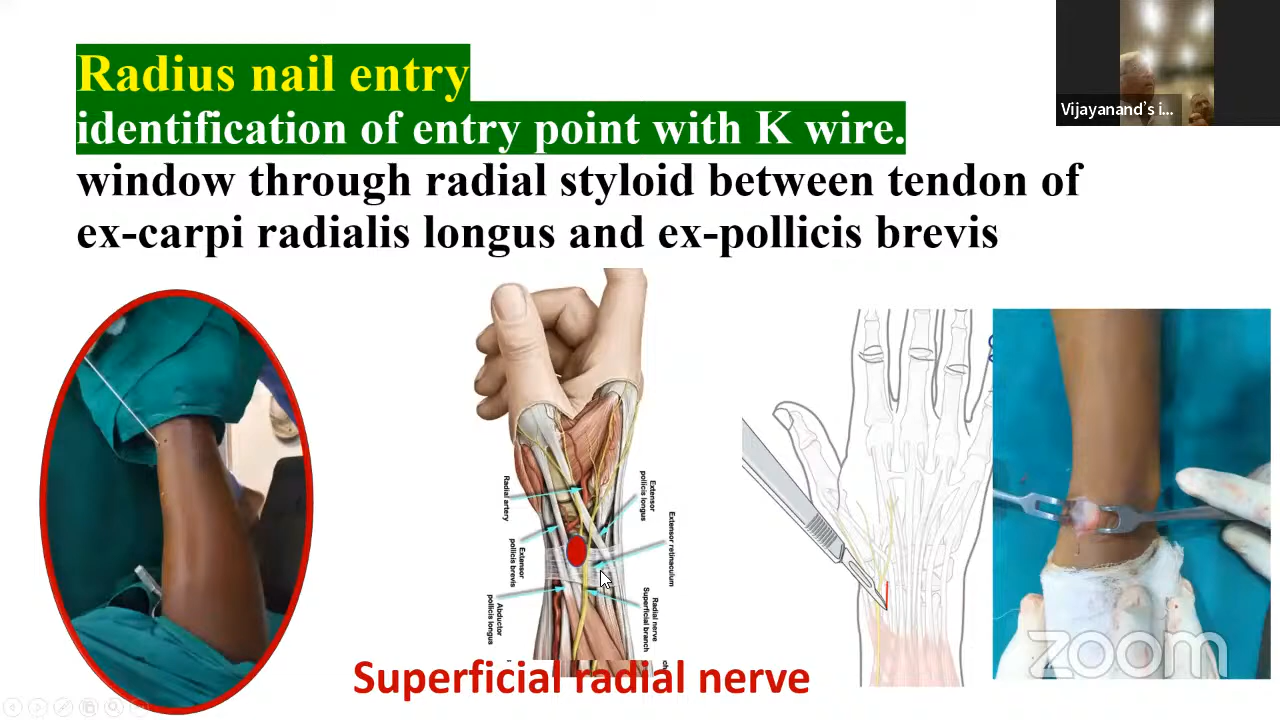 Radius nail entry
identification of entry point with K wire.
window through radial styloid between tendon of
ex-carpi radialis longus and ex-pollicis brevis
Vijayanand's i...
Radial artery
Extensor
pollicis brevis
Abductor
pollicis longus
Extensor
pollicis longus
Extensor retinaculum
Radial nerve
Superficial branch
Superficial radial nerve
zoom